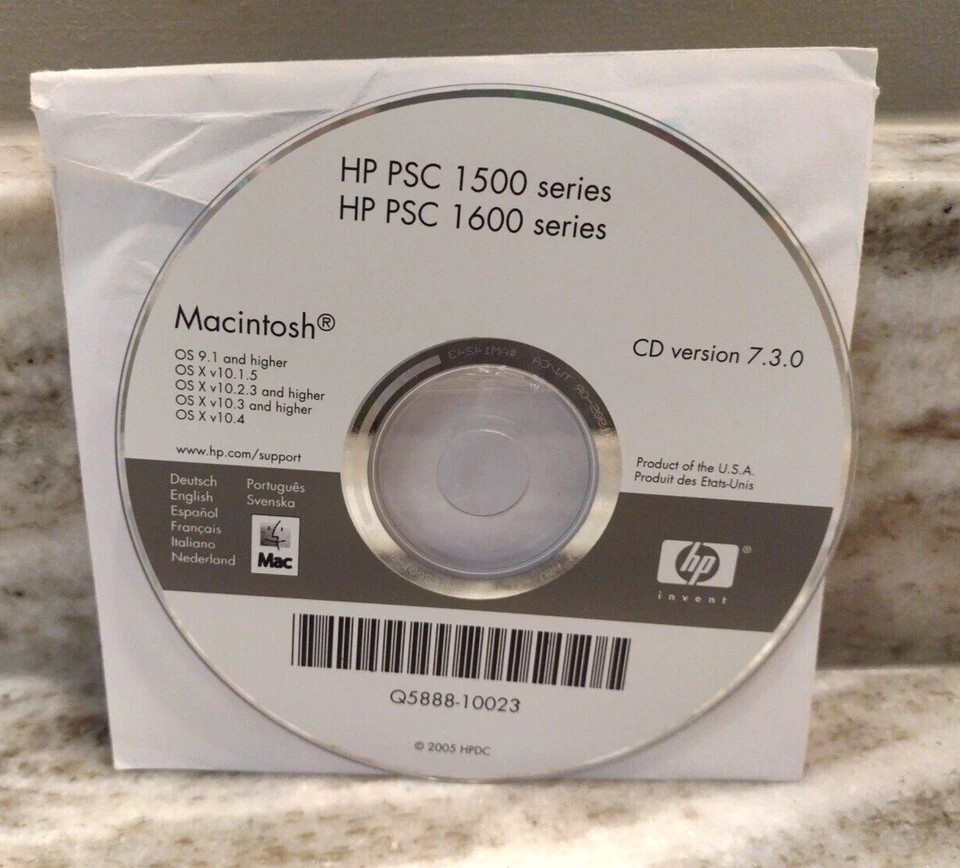 HP PSC 1500 series
HP PSC 1600 series
Macintosh®
OS 9.1 and higher
OS X v10.1.5
OS X v10.2.3 and higher
OS X v10.3 and higher
OS X v10.4
www.hp.com/support
CD version 7.3.0
Product of the U.S.A.
Produit des Etats-Unis
Deutsch
English
Español
Français
Italiano
Nederland
Português
Svenska
Mac
hp®
invent
Q5888-10023
© 2005 HPDC